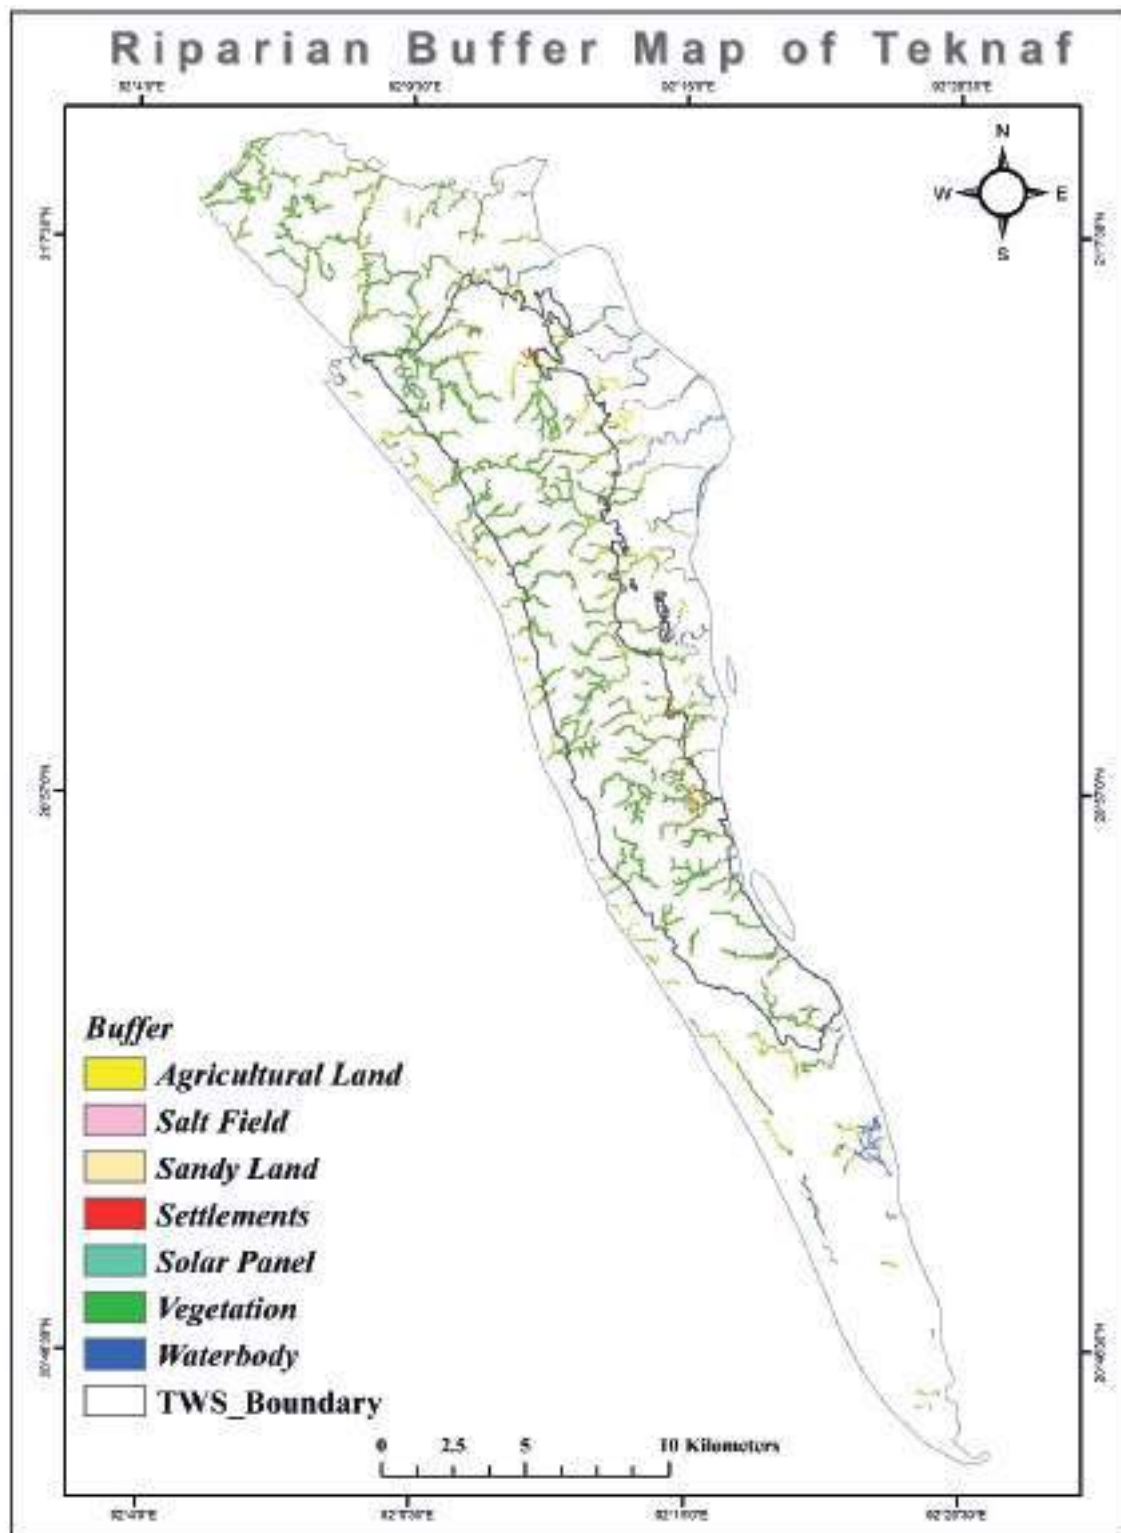 Riparian Buffer Map of Teknaf
N
W E
S
Buffer
Agricultural Land
Salt Field
Sandy Land
Settlements
Solar Panel
Vegetation
Waterbody
TWS_Boundary
0 2.5 5 10 Kilometers